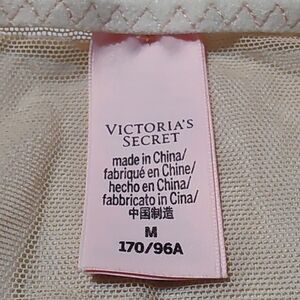 VICTORIA'S
SECRET
made in China/
fabriqué en Chine/
hecho en China/
fabbricato in Cina/
中国制造
M
170/96A